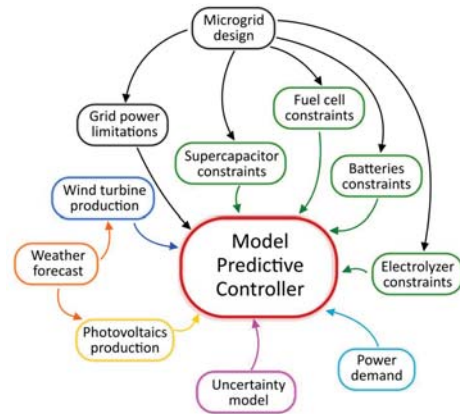 Microgrid
design
Grid power
limitations
Fuel cell
constraints
Supercapacitor
constraints
Batteries
constraints
Wind turbine
production
Weather
forecast
Model
Predictive
Controller
Electrolyzer
constraints
Photovoltaics
production
Power
demand
Uncertainty
model